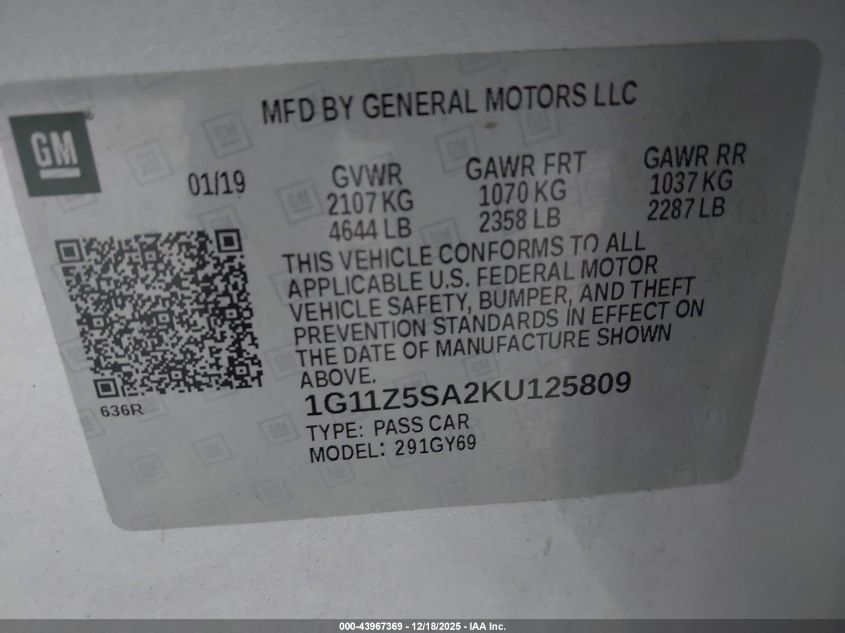 MFD BY GENERAL MOTORS LLC
GM
01/19
GVWR
2107 KG
4644 LB
GAWR FRT
1070 KG
2358 LB
GAWR RR
1037 KG
2287 LB
THIS VEHICLE CONFORMS TO ALL
APPLICABLE U.S. FEDERAL MOTOR
VEHICLE SAFETY, BUMPER, AND THEFT
PREVENTION STANDARDS IN EFFECT ON
THE DATE OF MANUFACTURE SHOWN
ABOVE.
636R
1G11Z5SA2KU125809
TYPE: PASS CAR
MODEL: 291GY69
000-43967369 - 12/18/2025 - IAA Inc.